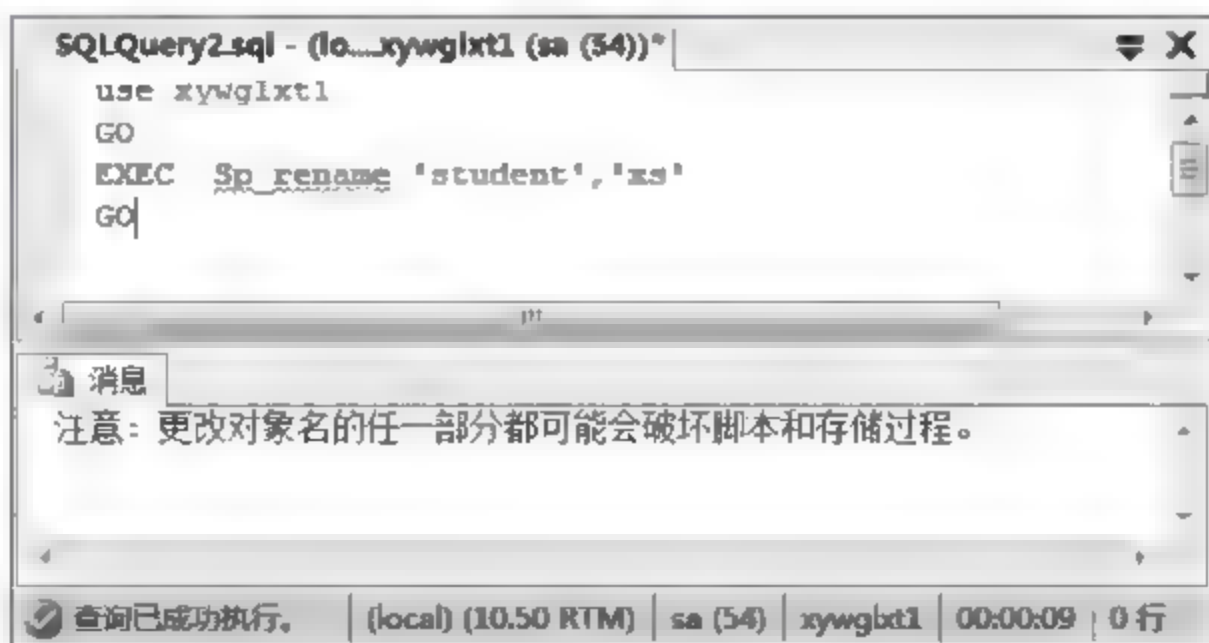 SQLQuery2.sql - (lo....xywglxt1 (sa (54))*
use xywglxt1
GO
EXEC  Sp_rename 'student','xs'
GO
消息
注意: 更改对象名的任一部分都可能会破坏脚本和存储过程。
查询已成功执行。 (local) (10.50 RTM) sa (54) xywglxt1 00:00:09 0 行